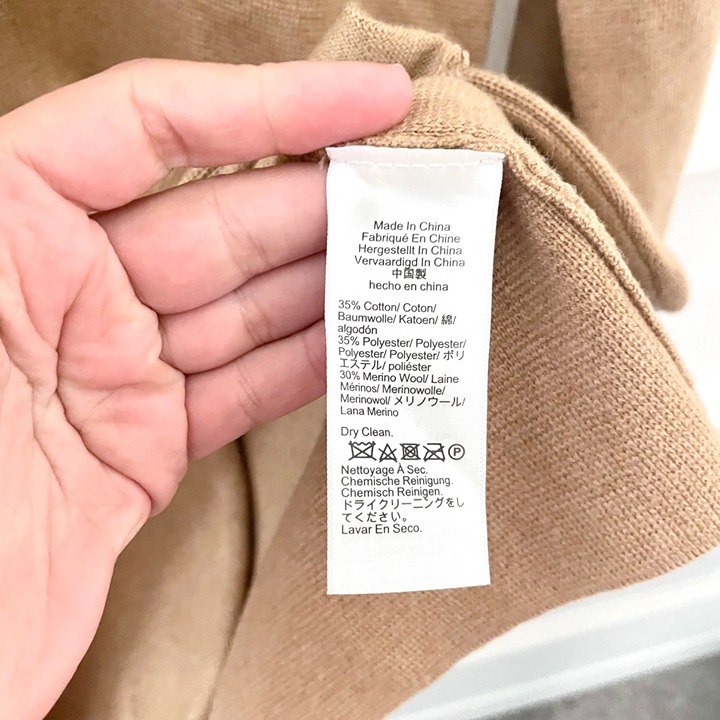 Made In China
Fabriqué En Chine
Hergestellt In China
Vervaardigd In China
中国製
hecho en china
35% Cotton/ Coton/
Baumwolle/ Katoen/ 綿/
algodón
35% Polyester/ Polyester/
Polyester/ Polyester/ ポリ
エステル/ poliéster
30% Merino Wool/ Laine
Mérinos/ Merinowolle/
Merinowol/ メリノウール/
Lana Merino
Dry Clean.
P
Nettoyage À Sec.
Chemische Reinigung.
Chemisch Reinigen.
ドライクリーニングをし
てください。
Lavar En Seco.